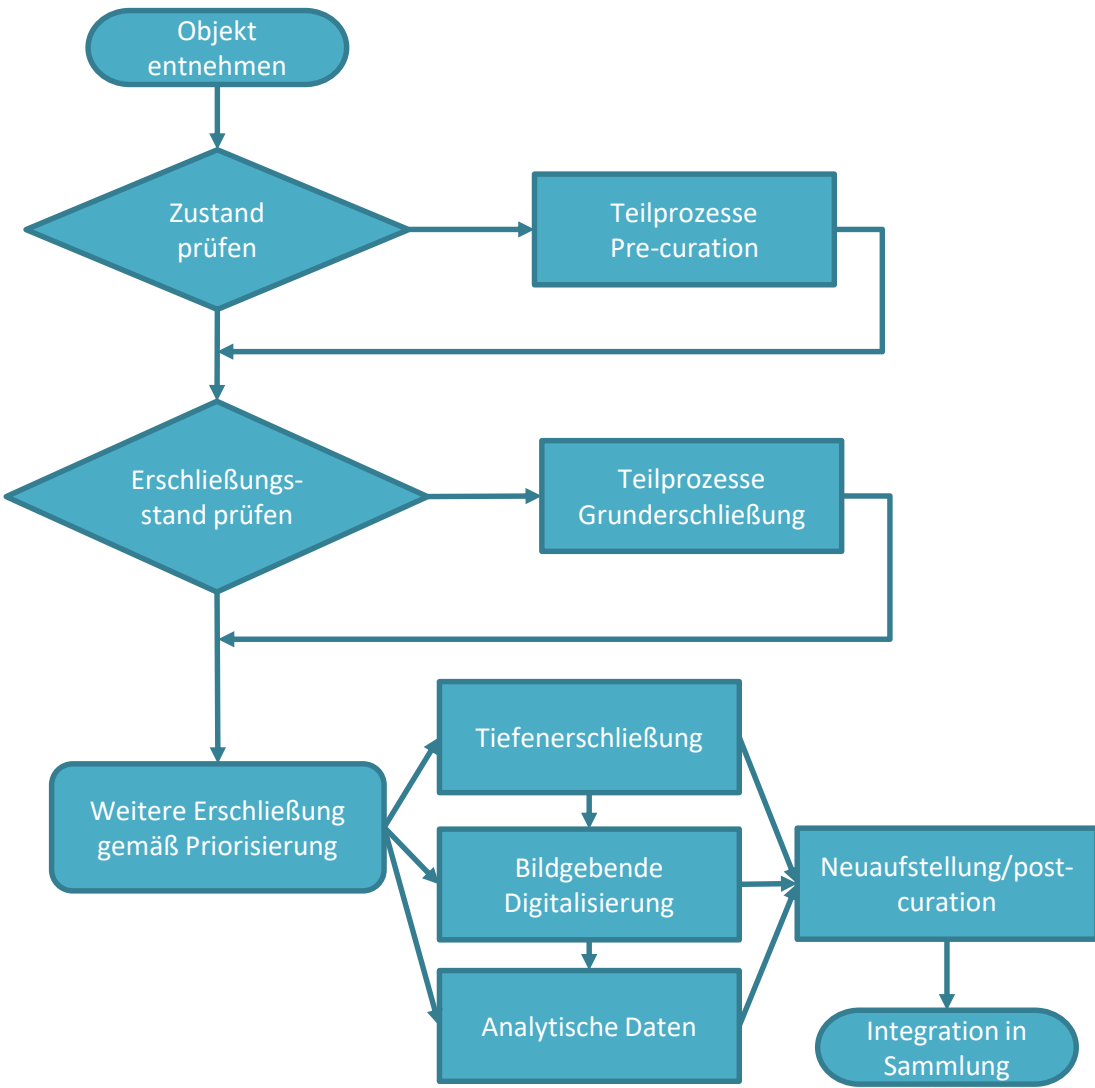 Objekt
entnehmen
Zustand
prüfen
Teilprozesse
Pre-curation
Erschließungs-
stand prüfen
Teilprozesse
Grunderschließung
Weitere Erschließung
gemäß Priorisierung
Tiefenerschließung
Bildgebende
Digitalisierung
Analytische Daten
Neuaufstellung/post-
curation
Integration in
Sammlung